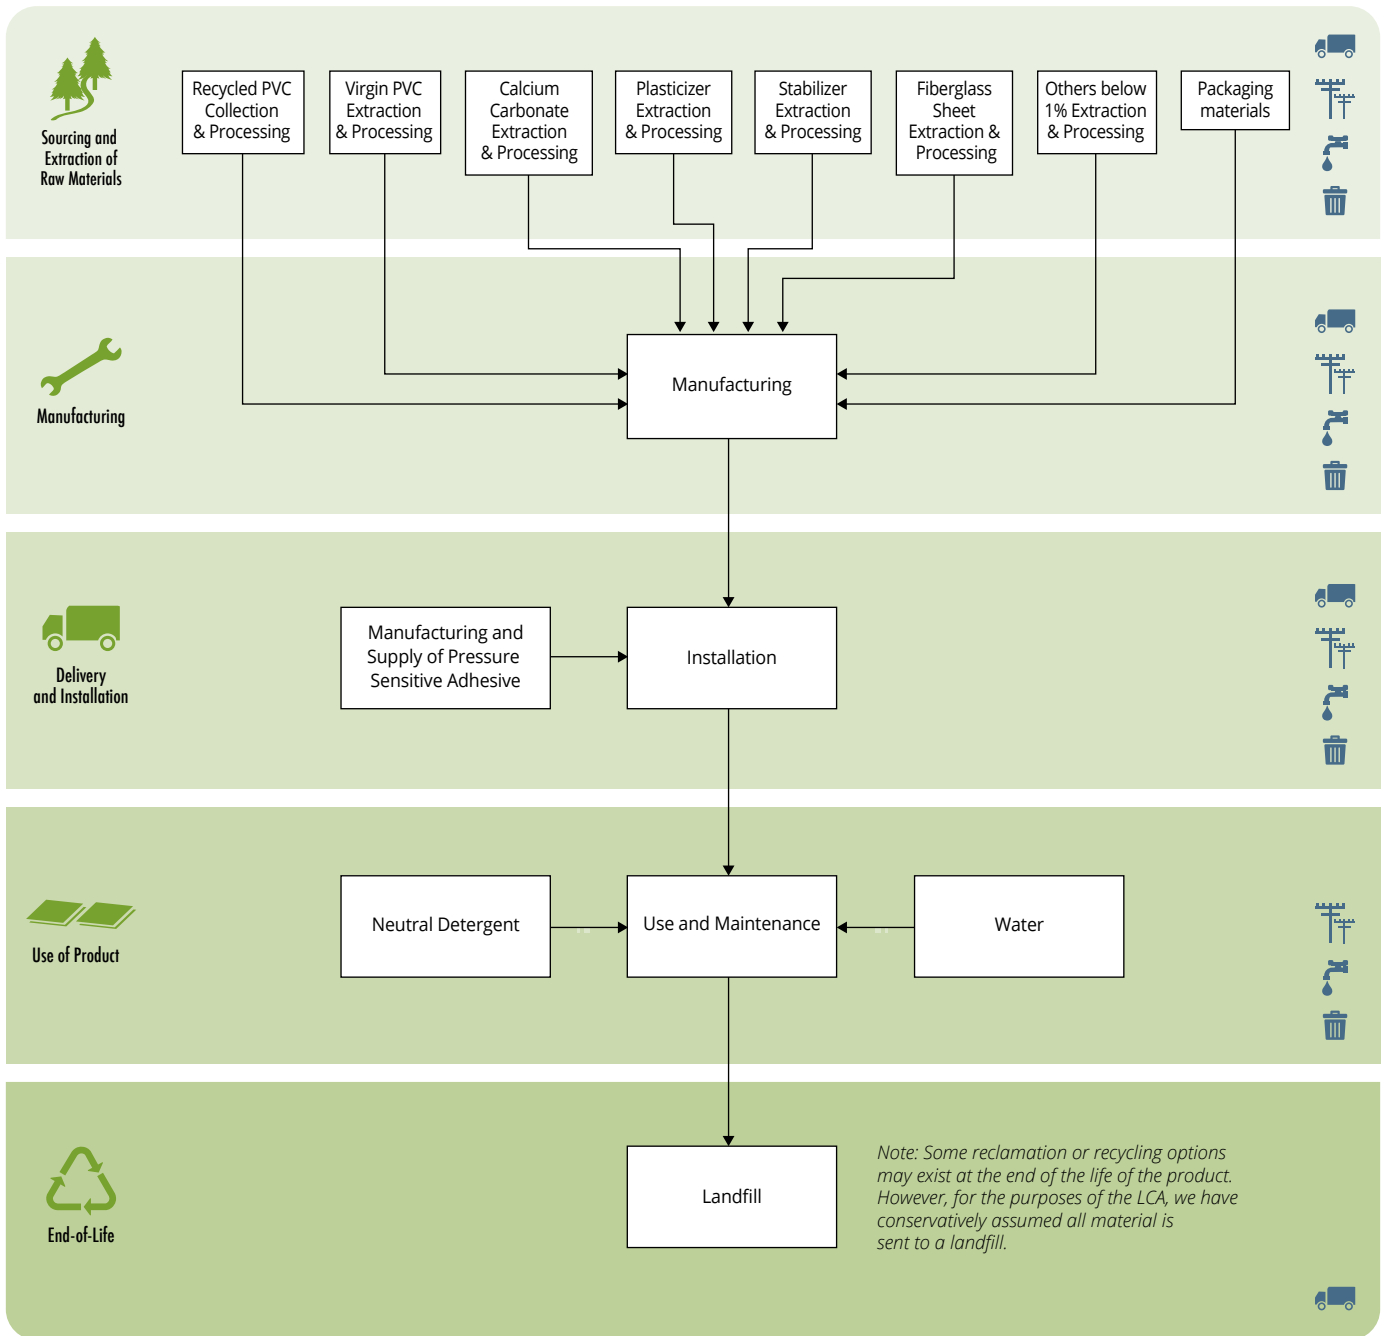 Sourcing and
Extraction of
Raw Materials
Recycled PVC
Collection
& Processing
Virgin PVC
Extraction
& Processing
Calcium
Carbonate
Extraction
& Processing
Plasticizer
Extraction
& Processing
Stabilizer
Extraction
& Processing
Fiberglass
Sheet
Extraction &
Processing
Others below
1% Extraction
& Processing
Packaging
materials
Manufacturing
Manufacturing
Delivery
and Installation
Manufacturing and
Supply of Pressure
Sensitive Adhesive
Installation
Use of Product
Neutral Detergent
Use and Maintenance
Water
End-of-Life
Landfill
Note: Some reclamation or recycling options
may exist at the end of the life of the product.
However, for the purposes of the LCA, we have
conservatively assumed all material is
sent to a landfill.